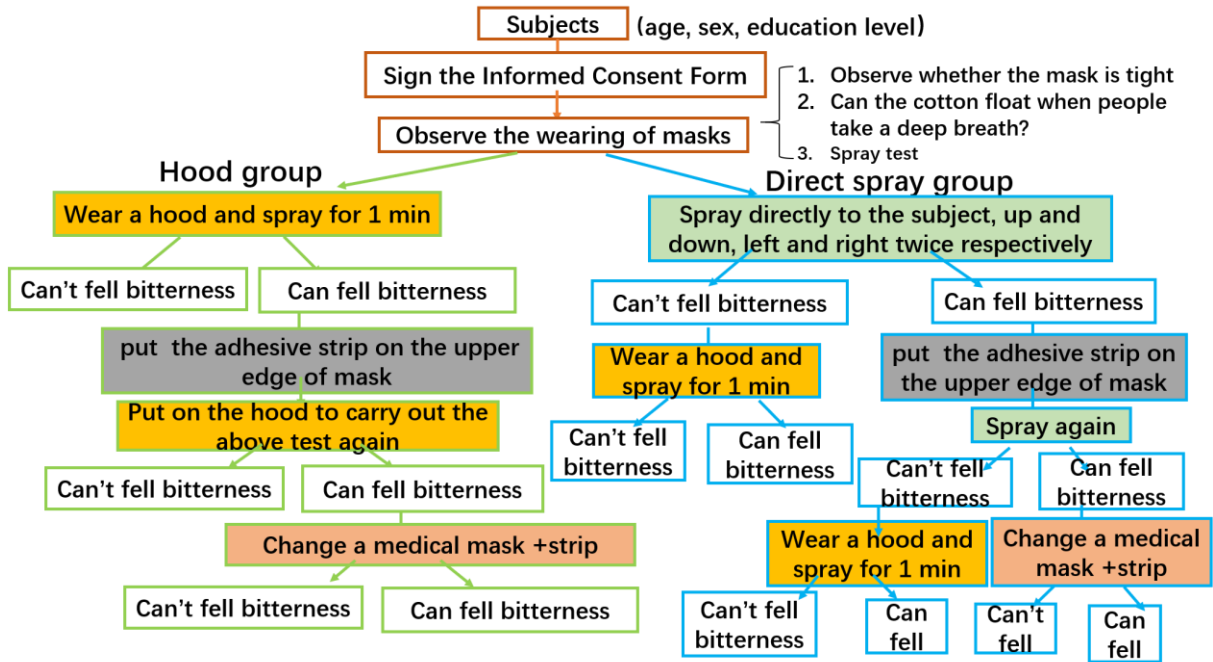 Subjects
(age, sex, education level)
Sign the Informed Consent Form
Observe the wearing of masks
1. Observe whether the mask is tight
2. Can the cotton float when people
take a deep breath?
3. Spray test
Hood group
Wear a hood and spray for 1 min
Can't fell bitterness
Can fell bitterness
put the adhesive strip on the upper
edge of mask
Put on the hood to carry out the
above test again
Can't fell bitterness
Can fell bitterness
Change a medical mask +strip
Can't fell bitterness
Can fell bitterness
Direct spray group
Spray directly to the subject, up and
down, left and right twice respectively
Can't fell bitterness
Can fell bitterness
Wear a hood and
spray for 1 min
Can't fell
bitterness
Can fell
bitterness
put the adhesive strip on
the upper edge of mask
Spray again
Can't fell
bitterness
Can fell
bitterness
Wear a hood and
spray for 1 min
Change a medical
mask +strip
Can't fell
bitterness
Can
fell
Can't
fell
Can
fell